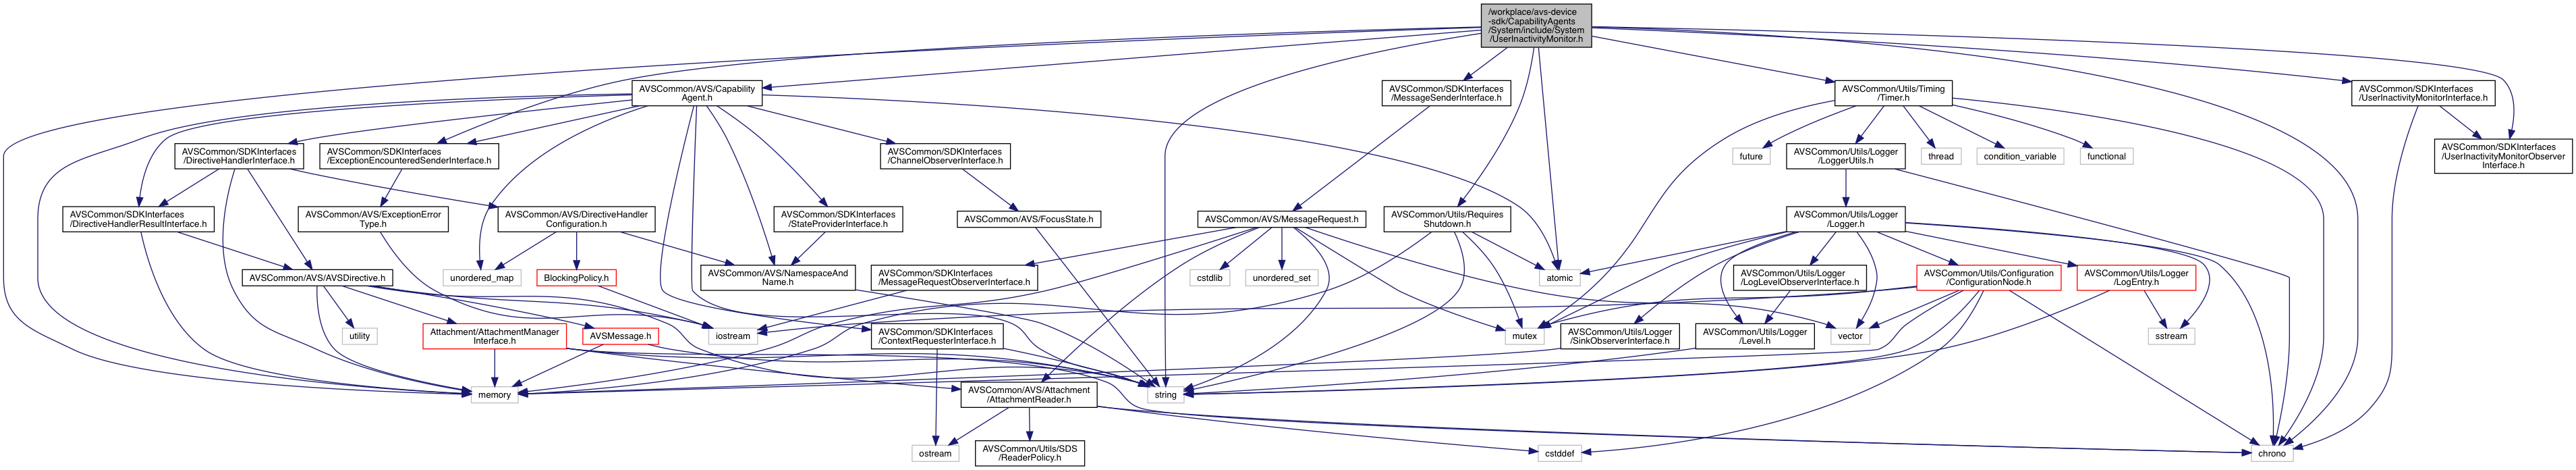 /workplace/avs-device
-sdk/CapabilityAgents
/System/include/System
/UserInactivityMonitor.h
AVSCommon/AVS/Capability
Agent.h
AVSCommon/SDKInterfaces
/MessageSenderInterface.h
AVSCommon/Utils/Timing
/Timer.h
AVSCommon/SDKInterfaces
/UserInactivityMonitorInterface.h
AVSCommon/SDKInterfaces
/DirectiveHandlerInterface.h
AVSCommon/SDKInterfaces
/ExceptionEncounteredSenderInterface.h
AVSCommon/SDKInterfaces
/ChannelObserverInterface.h
future
AVSCommon/Utils/Logger
/LoggerUtils.h
thread
condition_variable
functional
AVSCommon/SDKInterfaces
/UserInactivityMonitorObserver
Interface.h
AVSCommon/SDKInterfaces
/DirectiveHandlerResultInterface.h
AVSCommon/AVS/ExceptionError
Type.h
AVSCommon/AVS/DirectiveHandler
Configuration.h
AVSCommon/SDKInterfaces
/StateProviderInterface.h
AVSCommon/AVS/FocusState.h
AVSCommon/AVS/MessageRequest.h
AVSCommon/Utils/Requires
Shutdown.h
AVSCommon/Utils/Logger
/Logger.h
AVSCommon/AVS/AVSDirective.h
unordered_map
BlockingPolicy.h
AVSCommon/AVS/NamespaceAnd
Name.h
AVSCommon/SDKInterfaces
/MessageRequestObserverInterface.h
cstdlib
unordered_set
atomic
AVSCommon/Utils/Logger
/LogLevelObserverInterface.h
AVSCommon/Utils/Configuration
/ConfigurationNode.h
AVSCommon/Utils/Logger
/LogEntry.h
utility
Attachment/AttachmentManager
Interface.h
AVSMessage.h
iostream
AVSCommon/SDKInterfaces
/ContextRequesterInterface.h
mutex
AVSCommon/Utils/Logger
/SinkObserverInterface.h
AVSCommon/Utils/Logger
/Level.h
vector
sstream
memory
AVSCommon/AVS/Attachment
/AttachmentReader.h
string
ostream
AVSCommon/Utils/SDS
/ReaderPolicy.h
cstddef
chrono